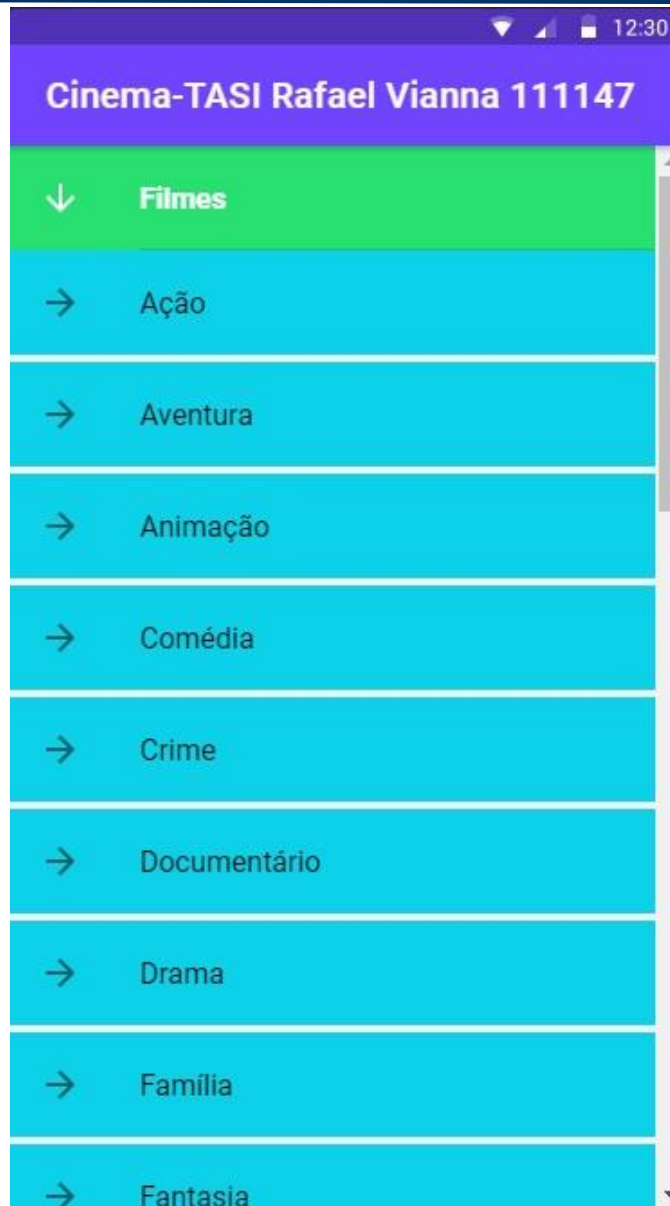 12:30
Cinema-TASI Rafael Vianna 111147
Filmes
Ação
Aventura
Animação
Comédia
Crime
Documentário
Drama
Família
Fantasia